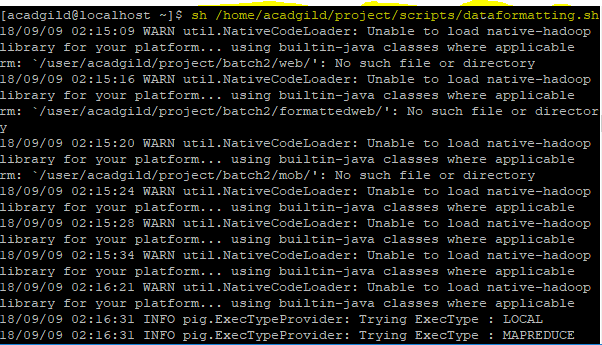 [acadgild@localhost ~]$ sh /home/acadgild/project/scripts/dataformatting.sh
18/09/09 02:15:09 WARN util.NativeCodeLoader: Unable to load native-hadoop
library for your platform... using builtin-java classes where applicable
rm: `/user/acadgild/project/batch2/web/': No such file or directory
18/09/09 02:15:16 WARN util.NativeCodeLoader: Unable to load native-hadoop
library for your platform... using builtin-java classes where applicable
rm: `/user/acadgild/project/batch2/formattedweb/': No such file or director
y
18/09/09 02:15:20 WARN util.NativeCodeLoader: Unable to load native-hadoop
library for your platform... using builtin-java classes where applicable
rm: `/user/acadgild/project/batch2/mob/': No such file or directory
18/09/09 02:15:24 WARN util.NativeCodeLoader: Unable to load native-hadoop
library for your platform... using builtin-java classes where applicable
18/09/09 02:15:28 WARN util.NativeCodeLoader: Unable to load native-hadoop
library for your platform... using builtin-java classes where applicable
18/09/09 02:15:34 WARN util.NativeCodeLoader: Unable to load native-hadoop
library for your platform... using builtin-java classes where applicable
18/09/09 02:16:21 WARN util.NativeCodeLoader: Unable to load native-hadoop
library for your platform... using builtin-java classes where applicable
18/09/09 02:16:31 INFO pig.ExecTypeProvider: Trying ExecType : LOCAL
18/09/09 02:16:31 INFO pig.ExecTypeProvider: Trying ExecType : MAPREDUCE